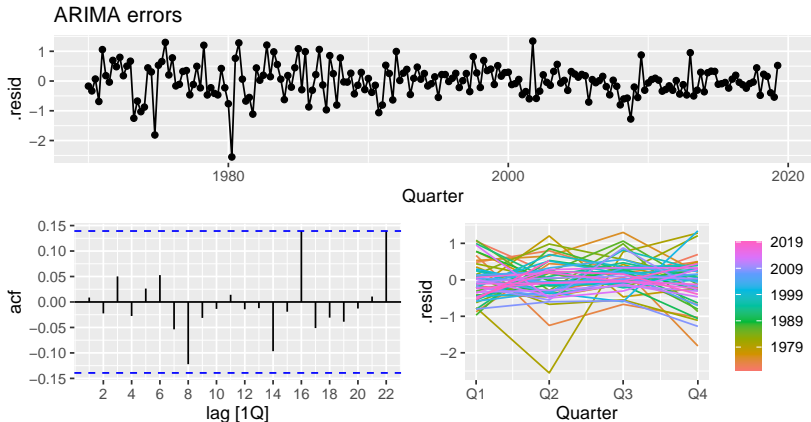 ARIMA errors
1
0
−1
−2
.resid
1980
2000
2020
Quarter
0.15
0.10
0.05
0.00
−0.05
−0.10
−0.15
acf
2 4 6 8 10 12 14 16 18 20 22
lag [1Q]
1
0
−1
−2
.resid
Q1 Q2 Q3 Q4
Quarter
2019
2009
1999
1989
1979